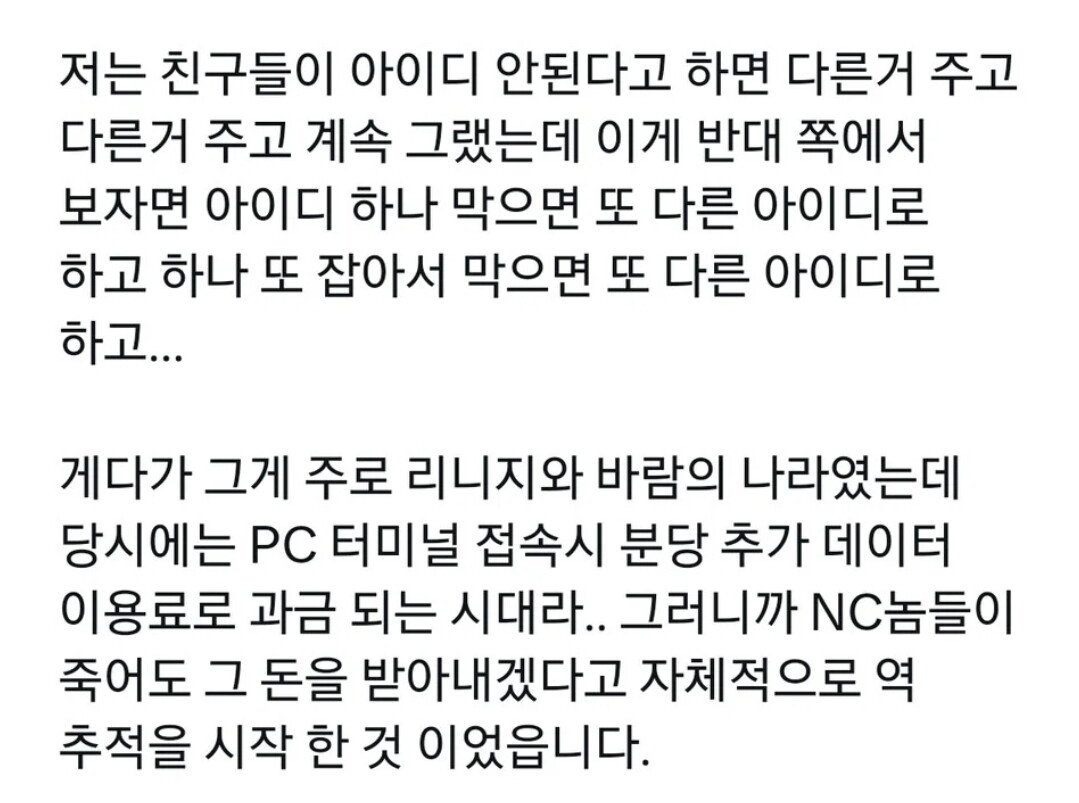 저는 친구들이 아이디 안된다고 하면 다른거 주고
다른거 주고 계속 그랬는데 이게 반대 쪽에서
보자면 아이디 하나 막으면 또 다른 아이디로
하고 하나 또 잡아서 막으면 또 다른 아이디로
하고...
게다가 그게 주로 리니지와 바람의 나라였는데
당시에는 PC 터미널 접속시 분당 추가 데이터
이용료로 과금 되는 시대라.. 그러니까 NC놈들이
죽어도 그 돈을 받아내겠다고 자체적으로 역
추적을 시작 한 것 이었읍니다.